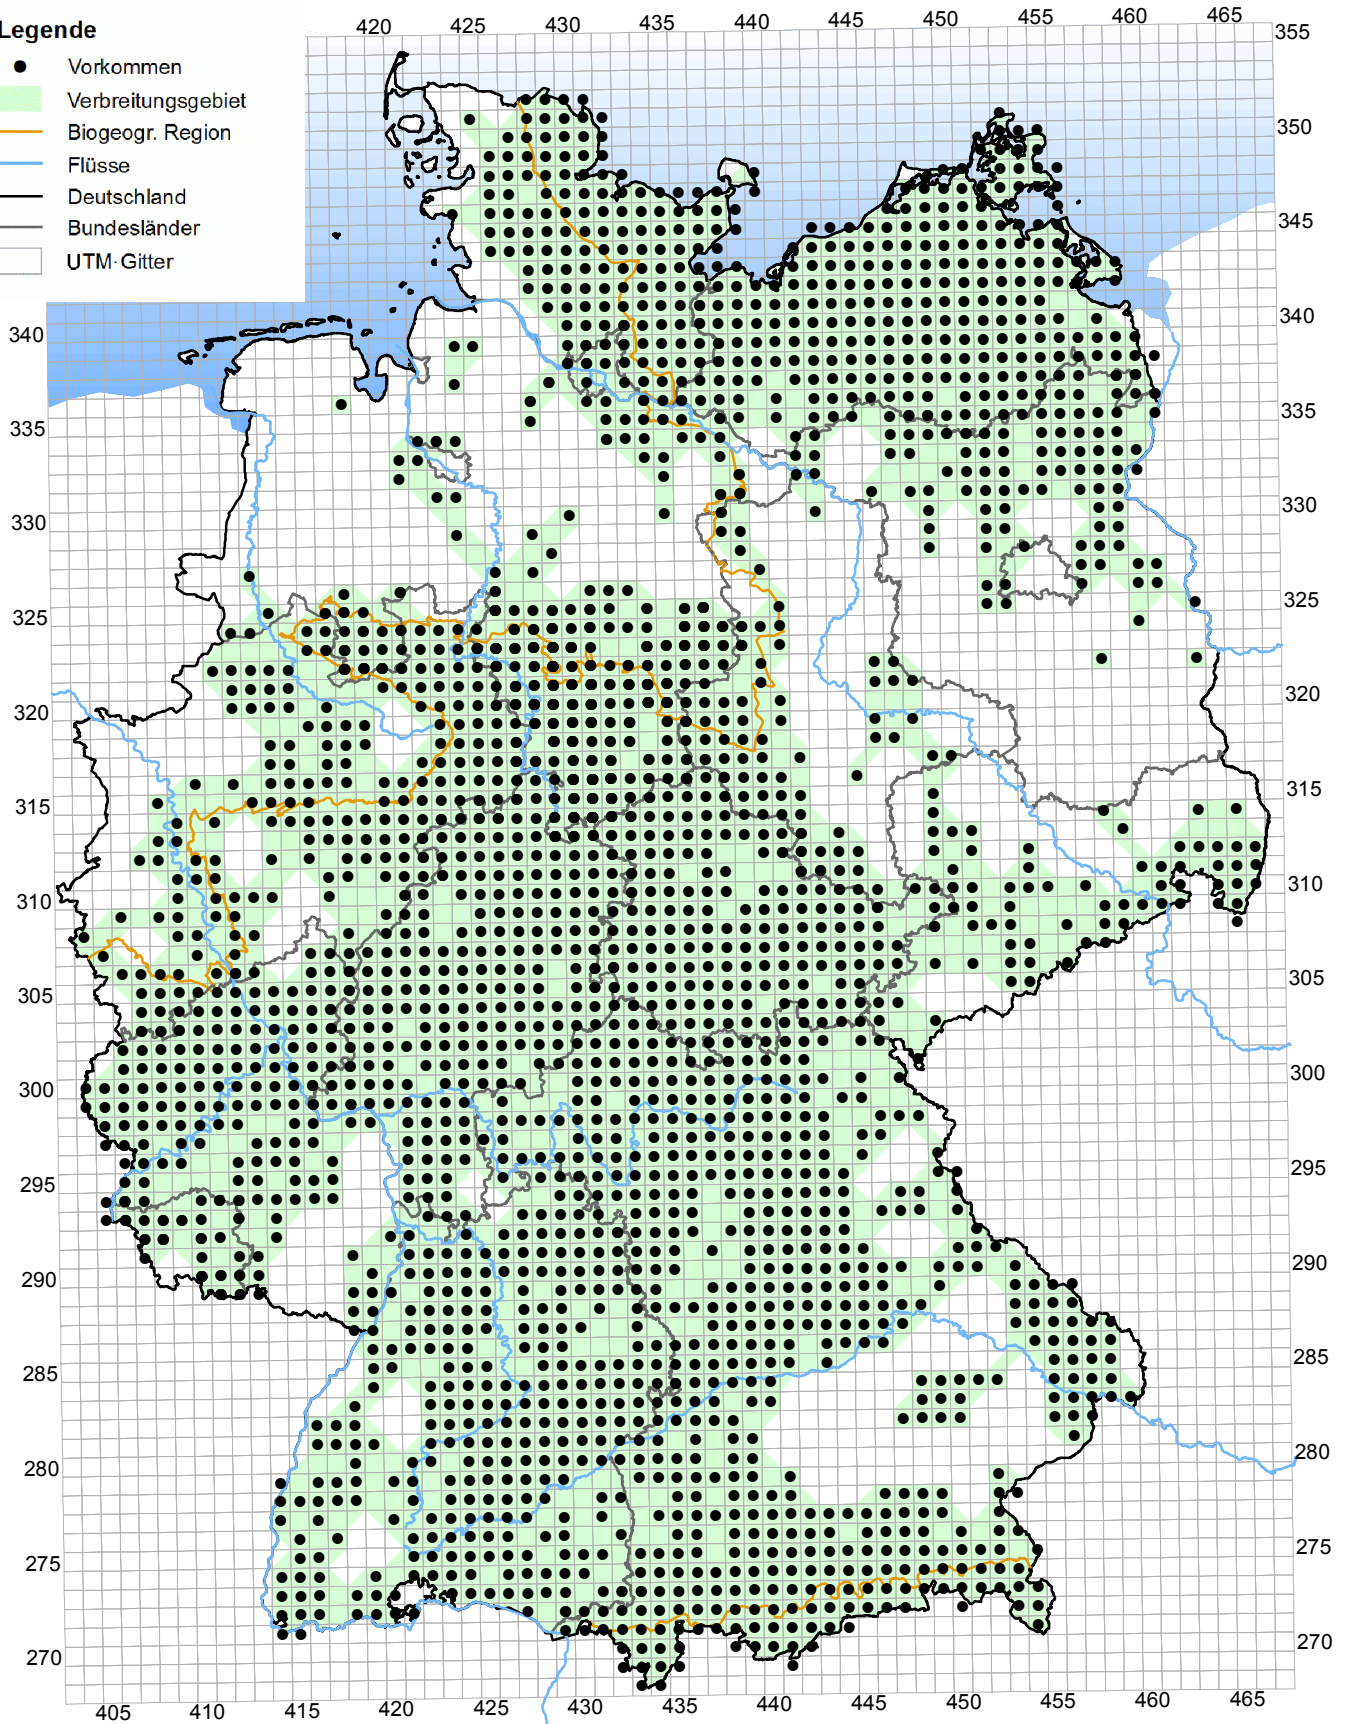 Legende
Vorkommen
Verbreitungsgebiet
Biogeogr. Region
Flüsse
Deutschland
Bundesländer
UTM-Gitter
420 425 430 435 440 445 450 455 460 465
355
350
345
340 340
335 335
330 330
325 325
320 320
315 315
310 310
305 305
300 300
295 295
290 290
285 285
280 280
275 275
270 270
405 410 415 420 425 430 435 440 445 450 455 460 465